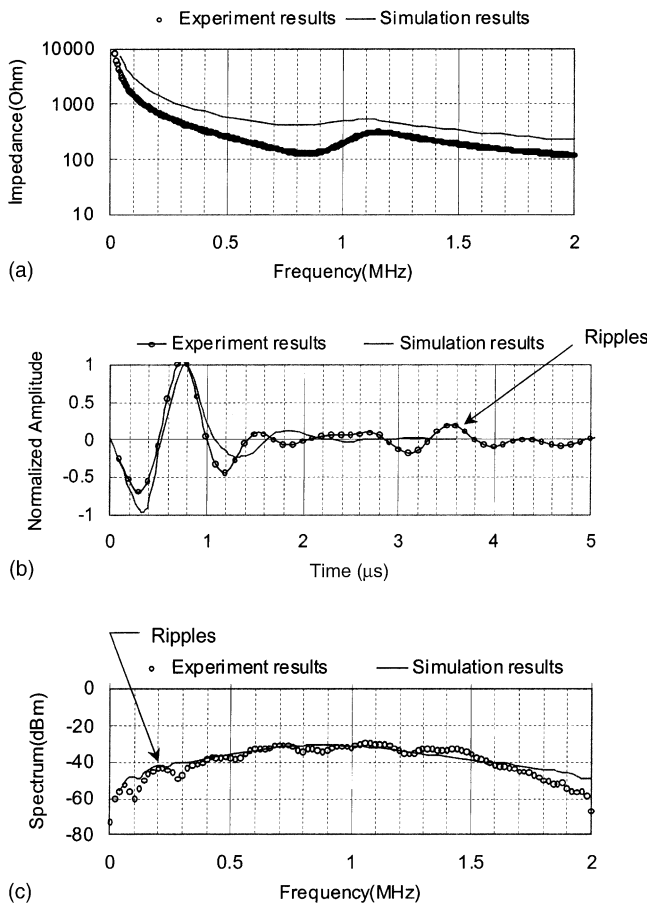 Experiment results Simulation results
10000
1000
100
10
Impedance(Ohm)
0 0.5 1 1.5 2
(a)
Frequency(MHz)
Ripples
Experiment results Simulation results
1
0.5
0
-0.5
-1
Normalized Amplitude
0 1 2 3 4 5
(b)
Time (μs)
Ripples
Experiment results Simulation results
0
-20
-40
-60
-80
Spectrum(dBm)
0 0.5 1 1.5 2
(c)
Frequency(MHz)